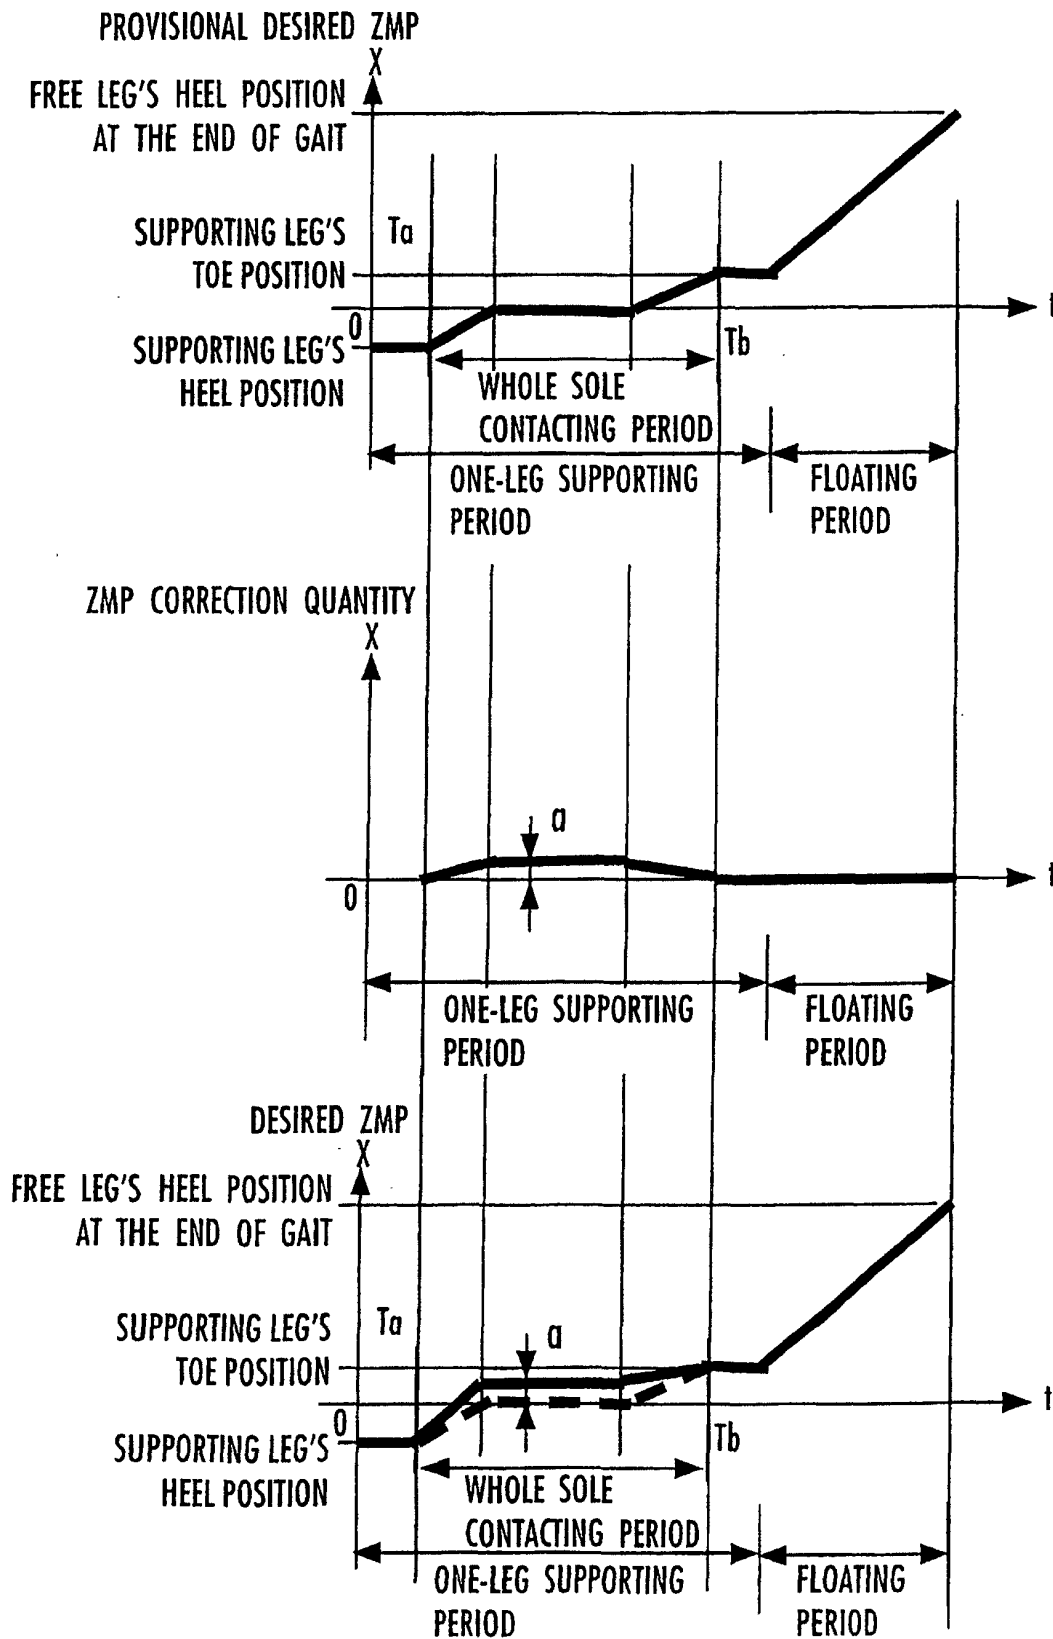 PROVISIONAL DESIRED ZMP
X
FREE LEG'S HEEL POSITION
AT THE END OF GAIT
SUPPORTING LEG'S
TOE POSITION
Ta
0
t
SUPPORTING LEG'S
HEEL POSITION
Tb
WHOLE SOLE
CONTACTING PERIOD
ONE-LEG SUPPORTING
PERIOD
FLOATING
PERIOD
ZMP CORRECTION QUANTITY
X
a
0
t
ONE-LEG SUPPORTING
PERIOD
FLOATING
PERIOD
DESIRED ZMP
X
FREE LEG'S HEEL POSITION
AT THE END OF GAIT
SUPPORTING LEG'S
TOE POSITION
Ta
a
0
t
SUPPORTING LEG'S
HEEL POSITION
Tb
WHOLE SOLE
CONTACTING PERIOD
ONE-LEG SUPPORTING
PERIOD
FLOATING
PERIOD